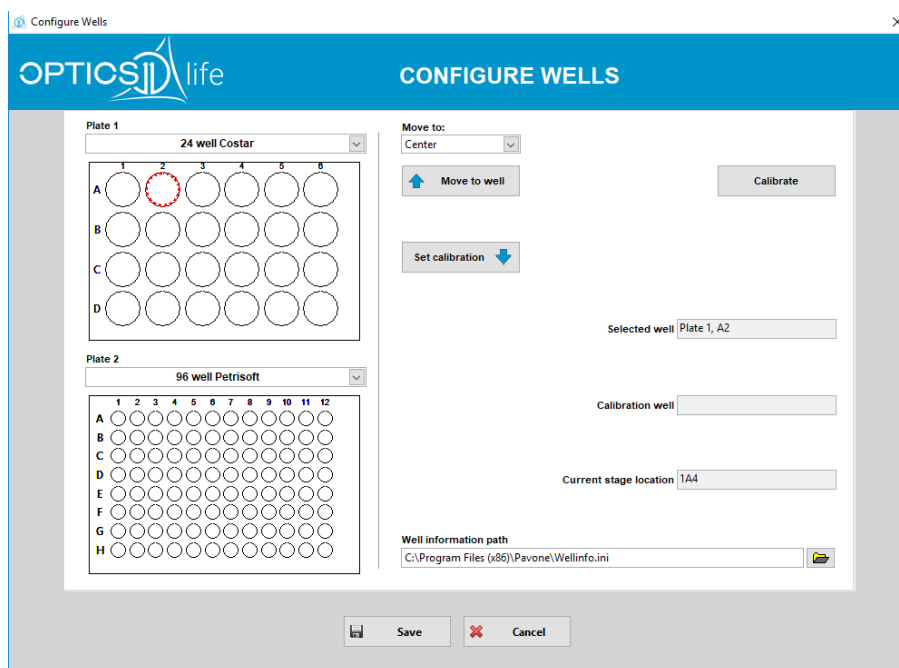 Configure Wells
OPTICS11 life
CONFIGURE WELLS
Plate 1
24 well Costar
1 2 3 4 5 6
A
B
C
D
Plate 2
96 well Petrisoft
1 2 3 4 5 6 7 8 9 10 11 12
A
B
C
D
E
F
G
H
Move to:
Center
Move to well
Calibrate
Set calibration
Selected well Plate 1, A2
Calibration well
Current stage location 1A4
Well information path
C:\Program Files (x86)\Pavone\Wellinfo.ini
Save
Cancel